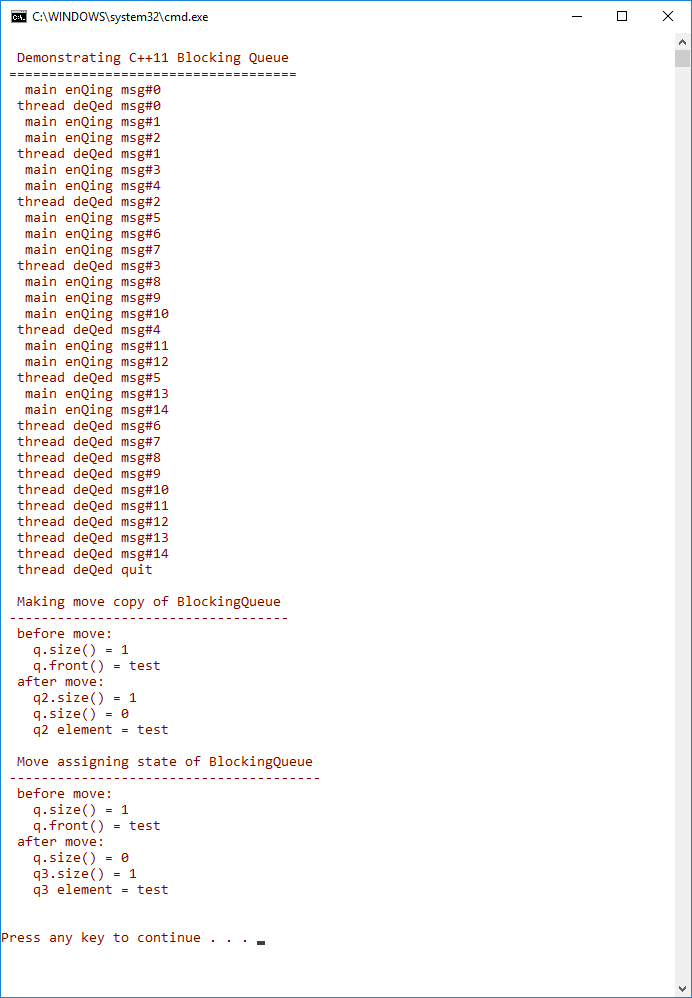 C:\WINDOWS\system32\cmd.exe
Demonstrating C++11 Blocking Queue
====================================
main enQing msg#0
thread deQed msg#0
main enQing msg#1
main enQing msg#2
thread deQed msg#1
main enQing msg#3
main enQing msg#4
thread deQed msg#2
main enQing msg#5
main enQing msg#6
main enQing msg#7
thread deQed msg#3
main enQing msg#8
main enQing msg#9
main enQing msg#10
thread deQed msg#4
main enQing msg#11
main enQing msg#12
thread deQed msg#5
main enQing msg#13
main enQing msg#14
thread deQed msg#6
thread deQed msg#7
thread deQed msg#8
thread deQed msg#9
thread deQed msg#10
thread deQed msg#11
thread deQed msg#12
thread deQed msg#13
thread deQed msg#14
thread deQed quit
Making move copy of BlockingQueue
-----------------------------------
before move:
q.size() = 1
q.front() = test
after move:
q2.size() = 1
q.size() = 0
q2 element = test
Move assigning state of BlockingQueue
---------------------------------------
before move:
q.size() = 1
q.front() = test
after move:
q.size() = 0
q3.size() = 1
q3 element = test
Press any key to continue . . .